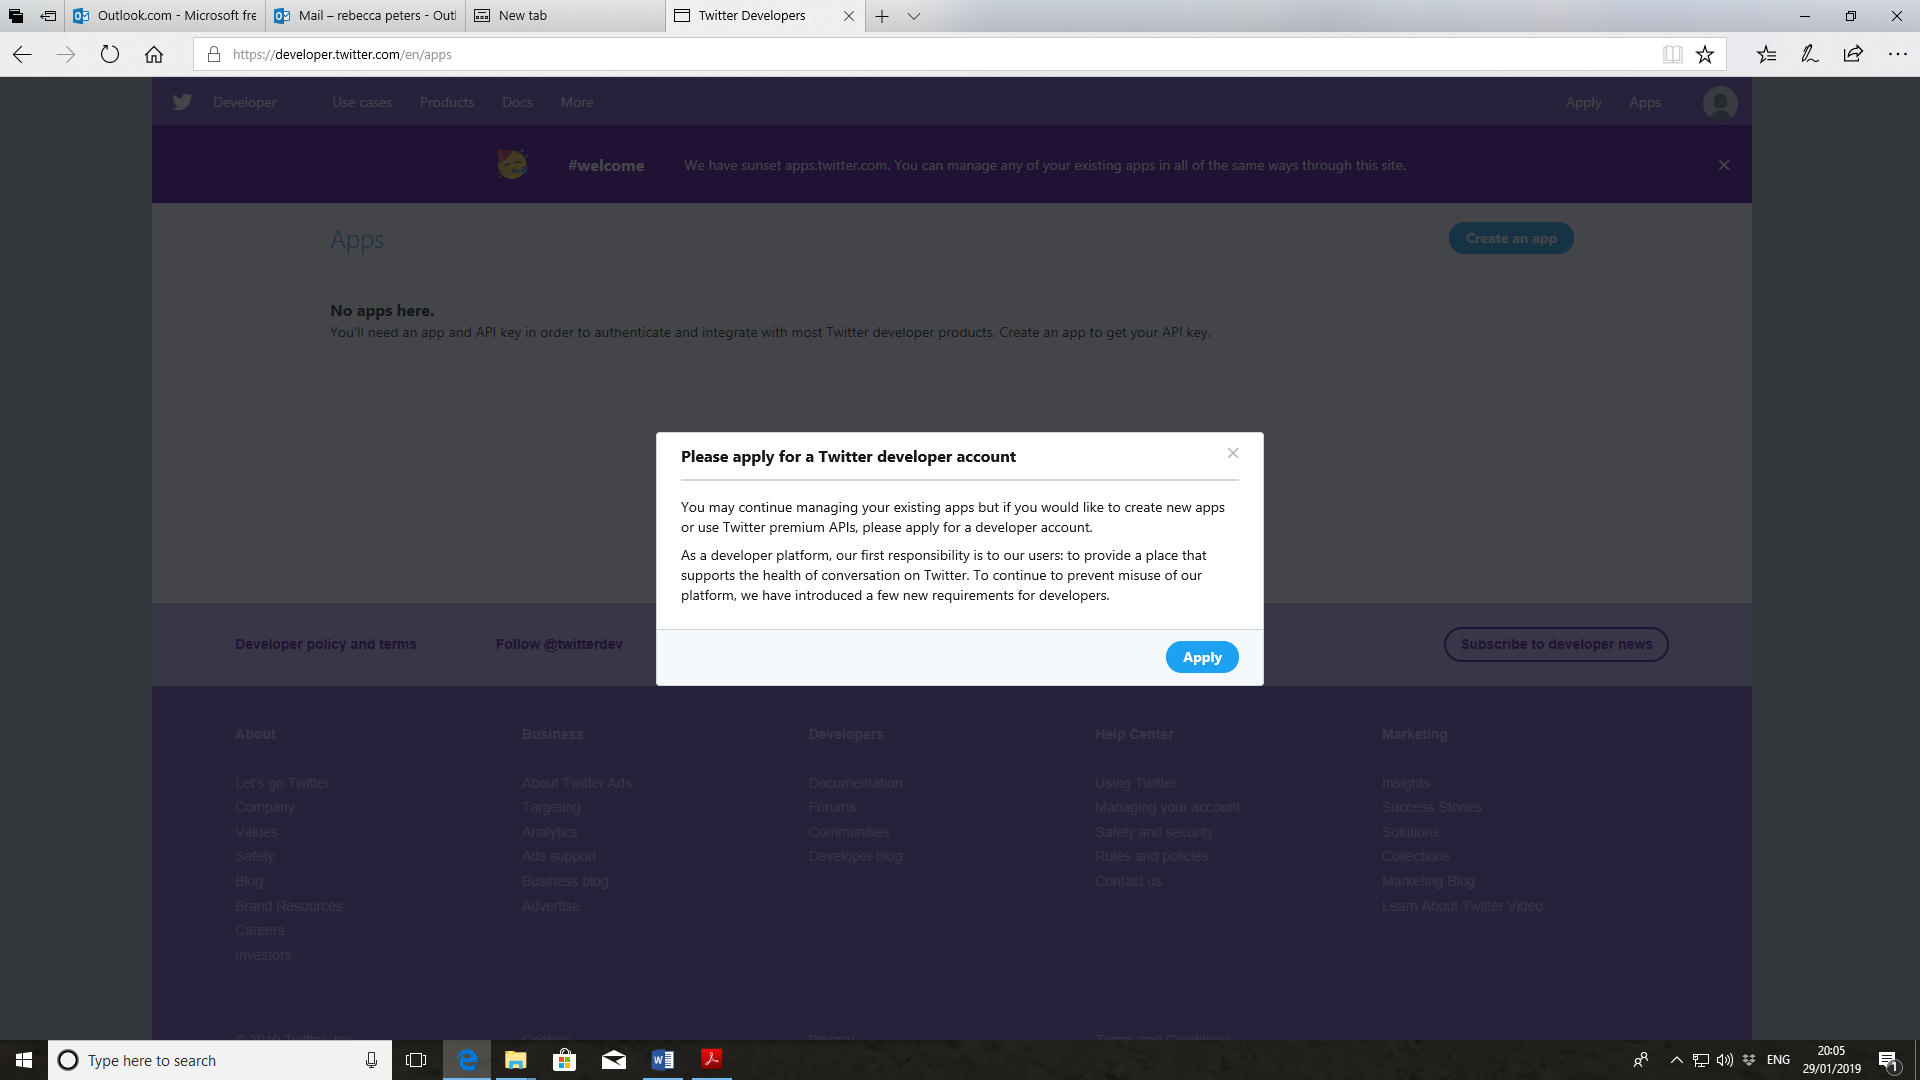 Outlook.com - Microsoft fre
Mail – rebecca peters - Outl
New tab
Twitter Developers
https://developer.twitter.com/en/apps
Developer
Use cases
Products
Docs
More
Apply
Apps
#welcome
We have sunset apps.twitter.com. You can manage any of your existing apps in all of the same ways through this site.
Apps
Create an app
No apps here.
You'll need an app and API key in order to authenticate and integrate with most Twitter developer products. Create an app to get your API key.
Please apply for a Twitter developer account
You may continue managing your existing apps but if you would like to create new apps
or use Twitter premium APIs, please apply for a developer account.
As a developer platform, our first responsibility is to our users: to provide a place that
supports the health of conversation on Twitter. To continue to prevent misuse of our
platform, we have introduced a few new requirements for developers.
Apply
Developer policy and terms
Follow @twitterdev
Subscribe to developer news
About
Let's go Twitter
Company
Values
Safety
Blog
Brand Resources
Careers
Investors
Business
About Twitter Ads
Targeting
Analytics
Ads support
Business blog
Advertise
Developers
Documentation
Forums
Communities
Developer blog
Help Center
Using Twitter
Managing your account
Safety and security
Rules and policies
Contact us
Marketing
Insights
Success Stories
Solutions
Collections
Marketing Blog
Learn About Twitter Video
© 2019 Twitter, Inc.
Cookies
Privacy
Terms and Conditions
Type here to search
ENG
20:05
29/01/2019
1